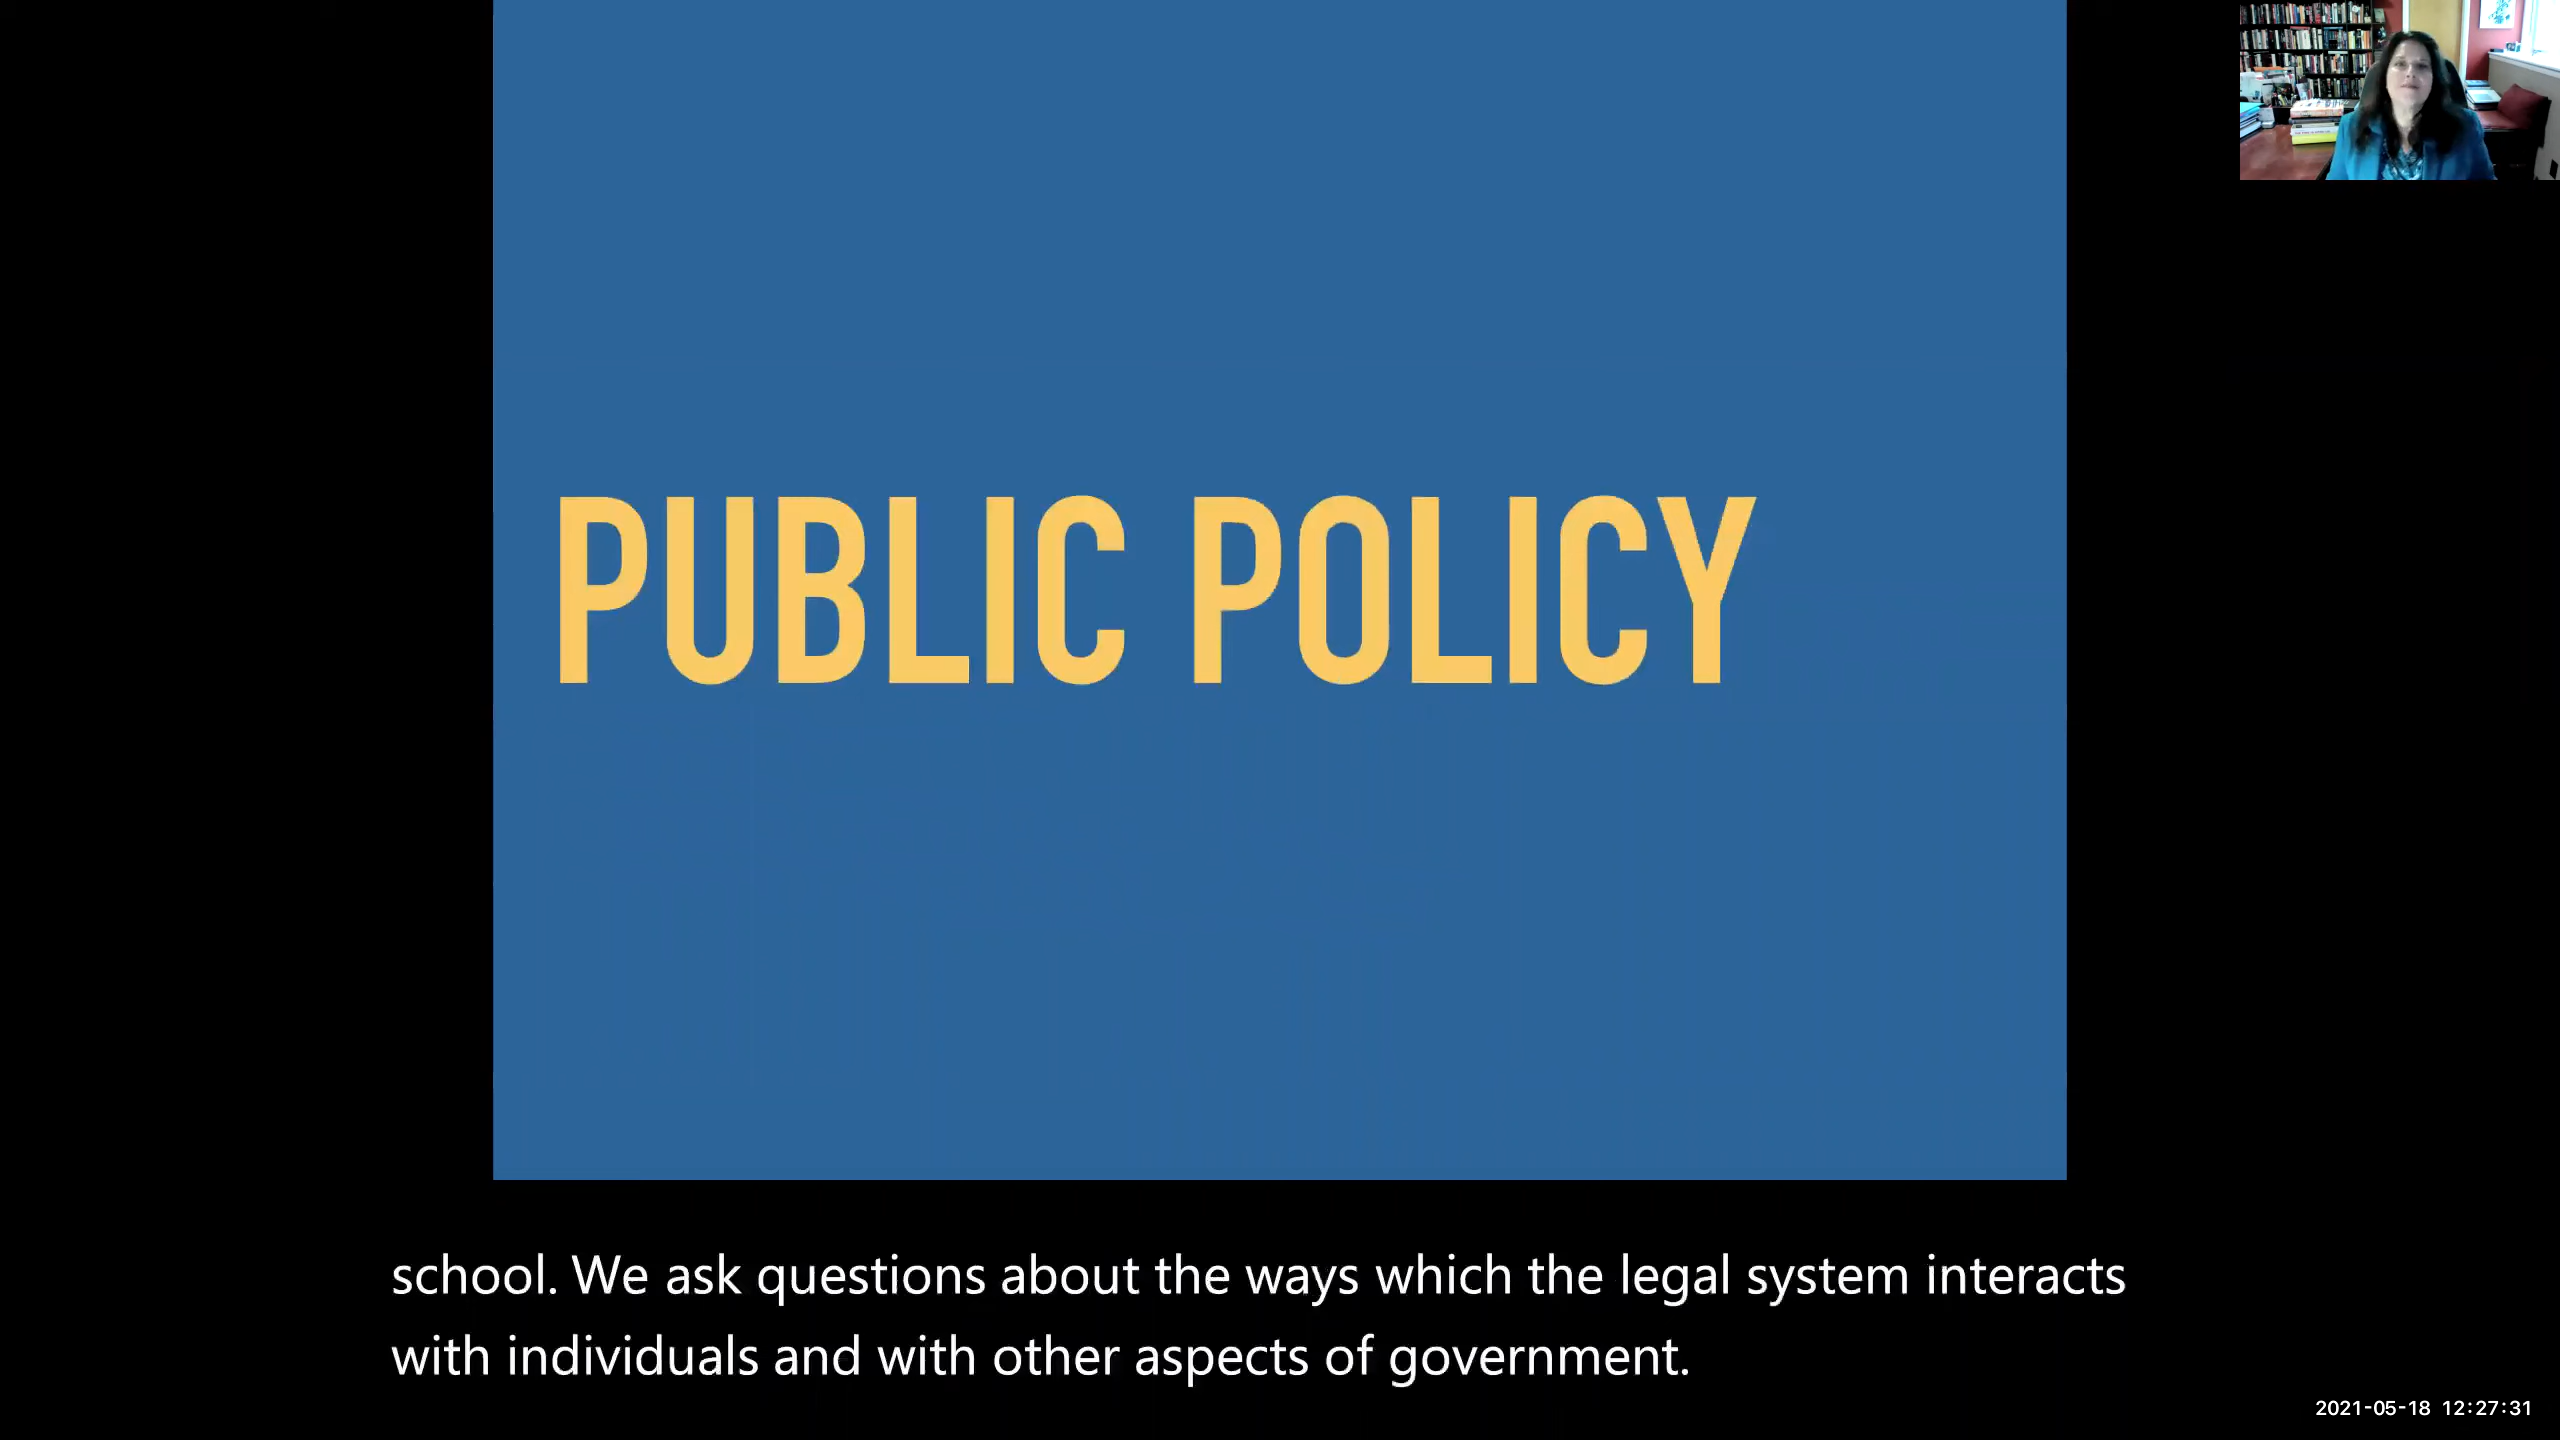 PUBLIC POLICY
school. We ask questions about the ways which the legal system interacts
with individuals and with other aspects of government.
2021-05-18 12:27:31